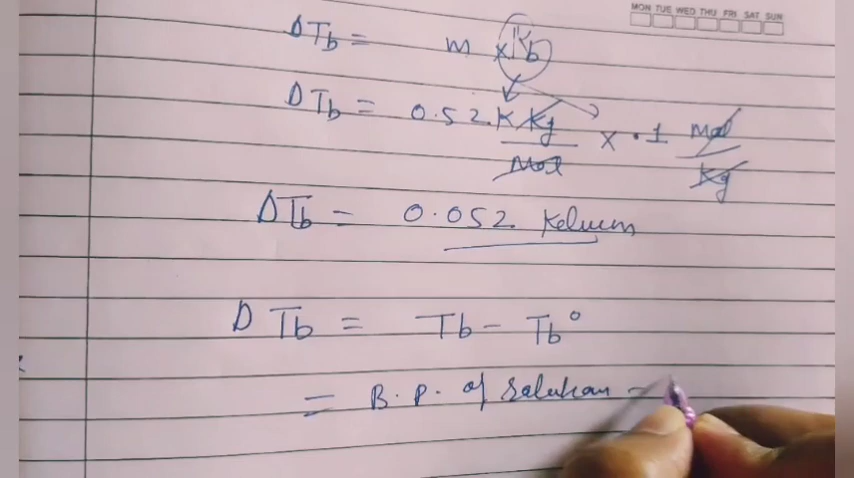 MON TUE WED THU FRI SAT SUN
ΔTb = m x Kb
ΔTb = 0.52 K Kg / Mol x .1 Mol / Kg
ΔTb = 0.052 Kelvin
ΔTb = Tb - Tb°
= B.P. of Solution -